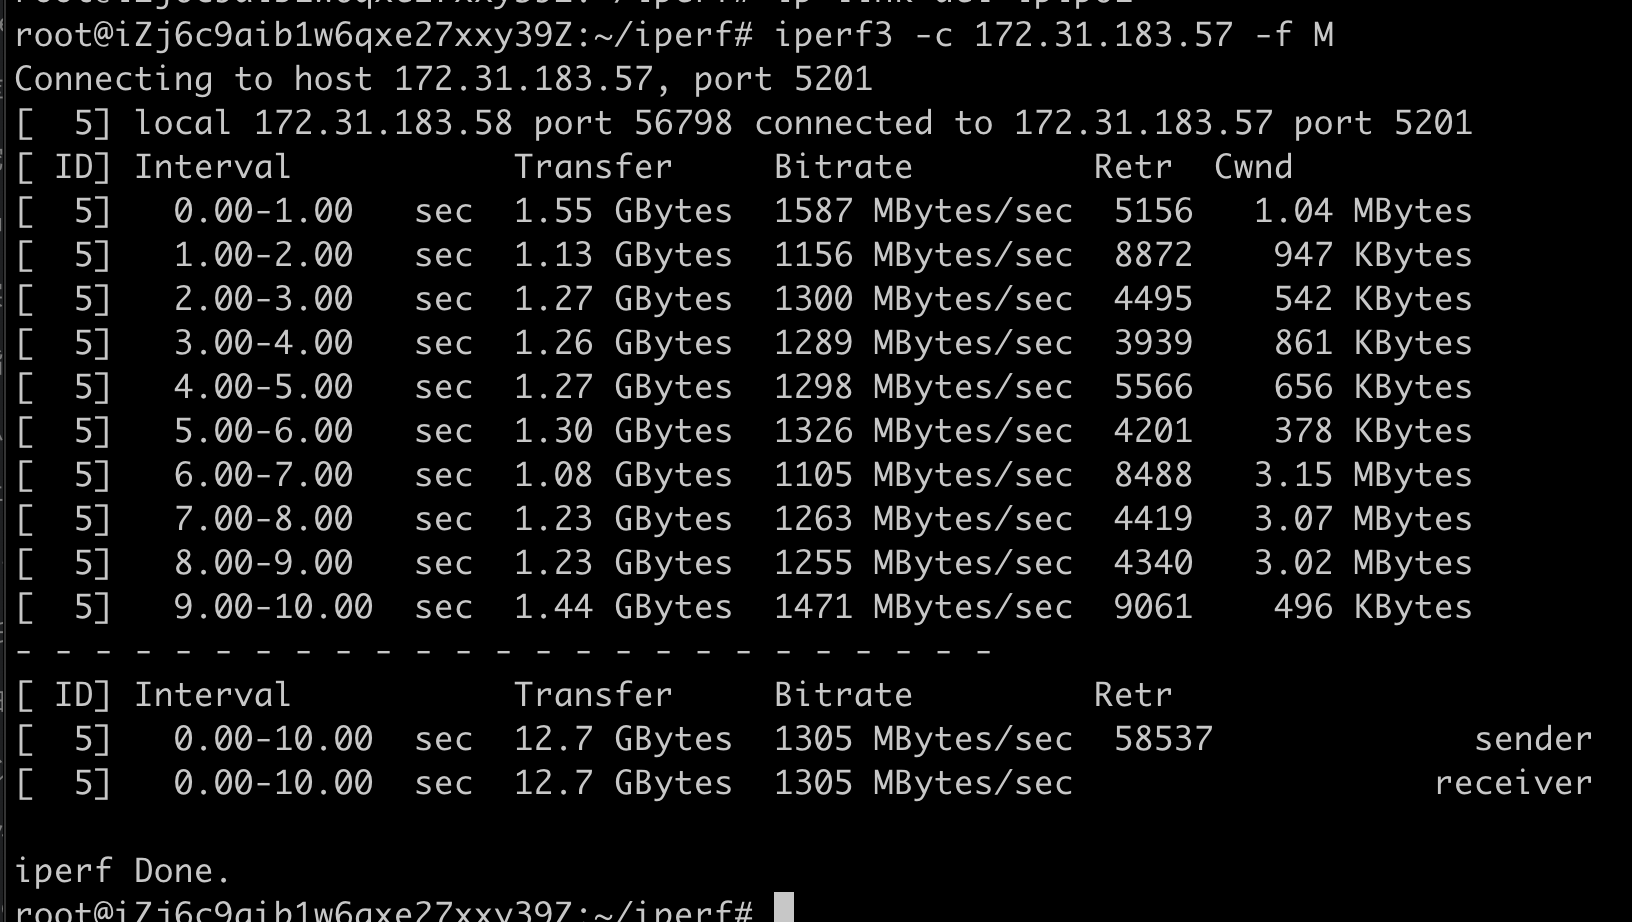 root@iZj6c9aib1w6qxe27xxy39Z:~/iperf# ip link del ipip02
root@iZj6c9aib1w6qxe27xxy39Z:~/iperf# iperf3 -c 172.31.183.57 -f M
Connecting to host 172.31.183.57, port 5201
[  5] local 172.31.183.58 port 56798 connected to 172.31.183.57 port 5201
[ ID] Interval           Transfer     Bitrate         Retr  Cwnd
[  5]   0.00-1.00   sec  1.55 GBytes  1587 MBytes/sec  5156   1.04 MBytes
[  5]   1.00-2.00   sec  1.13 GBytes  1156 MBytes/sec  8872    947 KBytes
[  5]   2.00-3.00   sec  1.27 GBytes  1300 MBytes/sec  4495    542 KBytes
[  5]   3.00-4.00   sec  1.26 GBytes  1289 MBytes/sec  3939    861 KBytes
[  5]   4.00-5.00   sec  1.27 GBytes  1298 MBytes/sec  5566    656 KBytes
[  5]   5.00-6.00   sec  1.30 GBytes  1326 MBytes/sec  4201    378 KBytes
[  5]   6.00-7.00   sec  1.08 GBytes  1105 MBytes/sec  8488   3.15 MBytes
[  5]   7.00-8.00   sec  1.23 GBytes  1263 MBytes/sec  4419   3.07 MBytes
[  5]   8.00-9.00   sec  1.23 GBytes  1255 MBytes/sec  4340   3.02 MBytes
[  5]   9.00-10.00  sec  1.44 GBytes  1471 MBytes/sec  9061    496 KBytes
- - - - - - - - - - - - - - - - - - - - - - - - -
[ ID] Interval           Transfer     Bitrate         Retr
[  5]   0.00-10.00  sec  12.7 GBytes  1305 MBytes/sec  58537             sender
[  5]   0.00-10.00  sec  12.7 GBytes  1305 MBytes/sec                  receiver
iperf Done.
root@iZj6c9aib1w6qxe27xxy39Z:~/iperf#